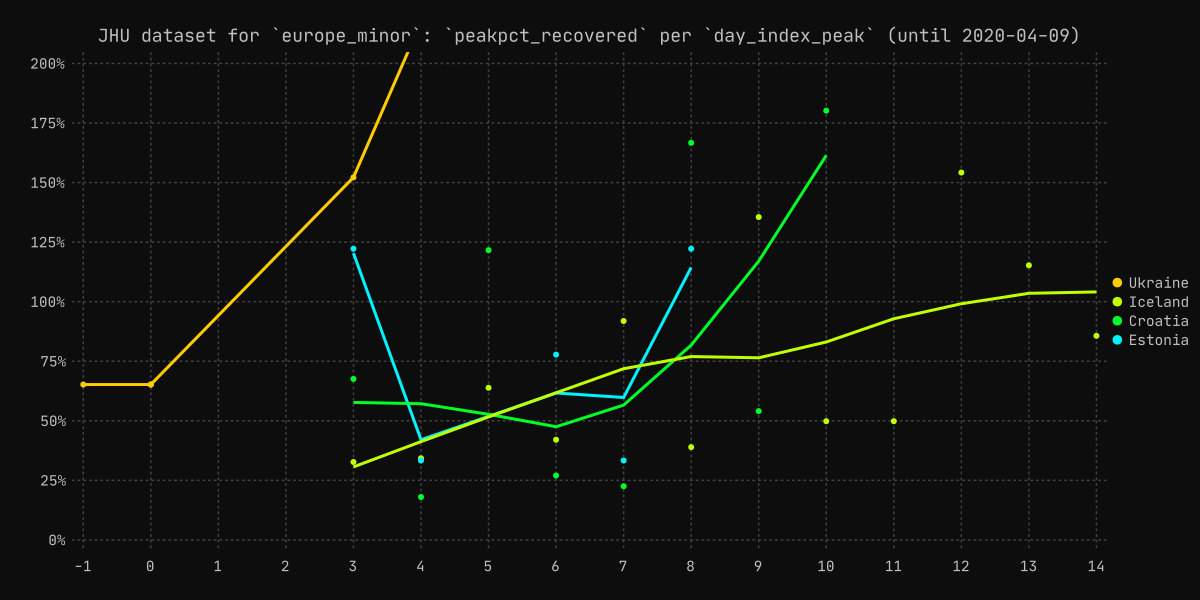 JHU dataset for `europe_minor`: `peakpct_recovered` per `day_index_peak` (until 2020-04-09)
200%
175%
150%
125%
100%
75%
50%
25%
0%
-1 0 1 2 3 4 5 6 7 8 9 10 11 12 13 14
Ukraine
Iceland
Croatia
Estonia